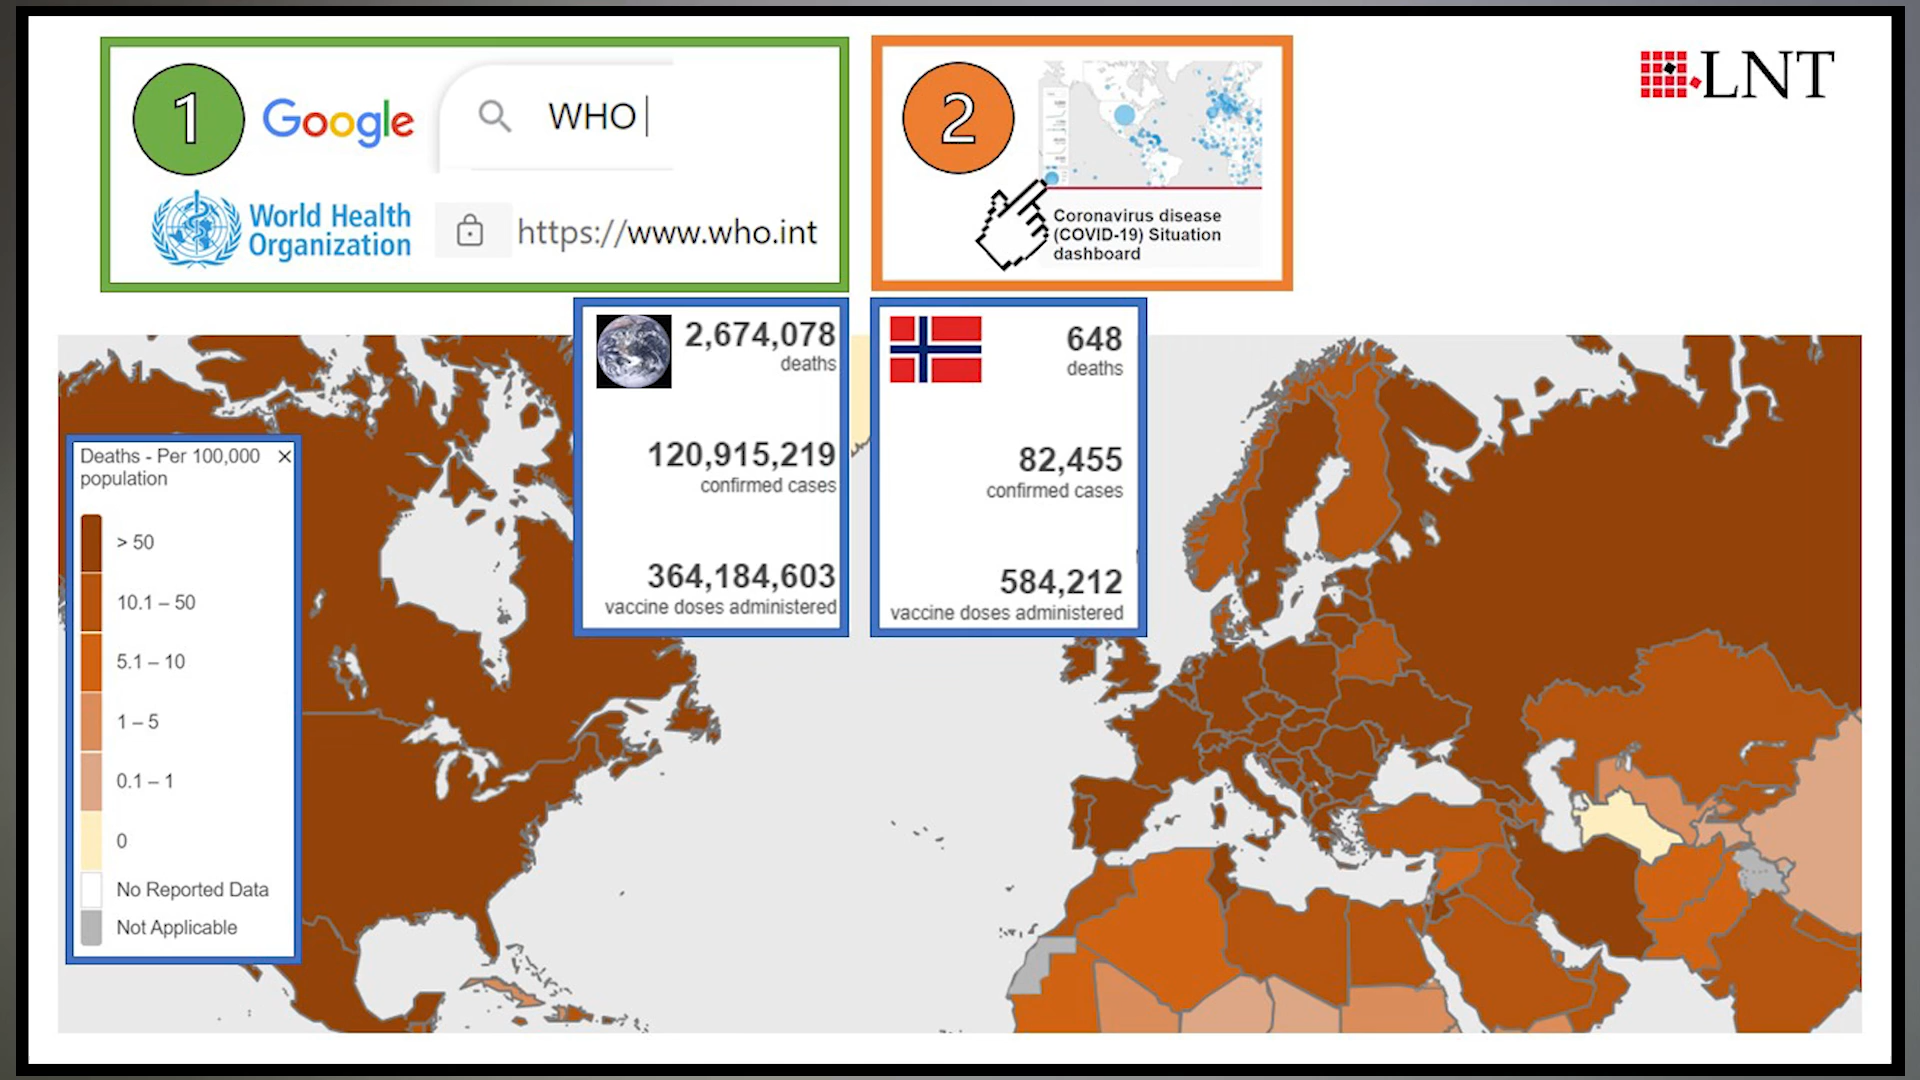 1
Google
WHO
World Health
Organization
https://www.who.int
2
Coronavirus disease
(COVID-19) Situation
dashboard
LNT
2,674,078
deaths
120,915,219
confirmed cases
364,184,603
vaccine doses administered
648
deaths
82,455
confirmed cases
584,212
vaccine doses administered
Deaths - Per 100,000
population
> 50
10.1 – 50
5.1 – 10
1 – 5
0.1 – 1
0
No Reported Data
Not Applicable